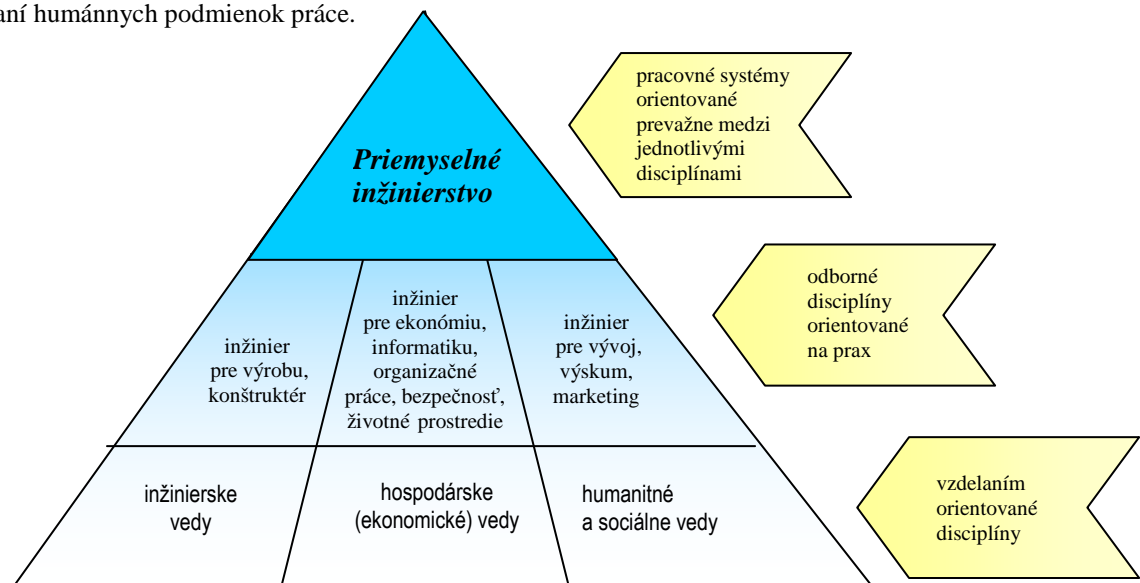 aní humánnych podmienok práce.
pracovné systémy
orientované
prevažne medzi
jednotlivými
disciplínami
Priemyselné
inžinierstvo
odborné
disciplíny
orientované
na prax
inžinier
pre výrobu,
konštruktér
inžinier
pre ekonómiu,
informatiku,
organizačné
práce, bezpečnosť,
životné prostredie
inžinier
pre vývoj,
výskum,
marketing
vzdelaním
orientované
disciplíny
inžinierske
vedy
hospodárske
(ekonomické) vedy
humanitné
a sociálne vedy